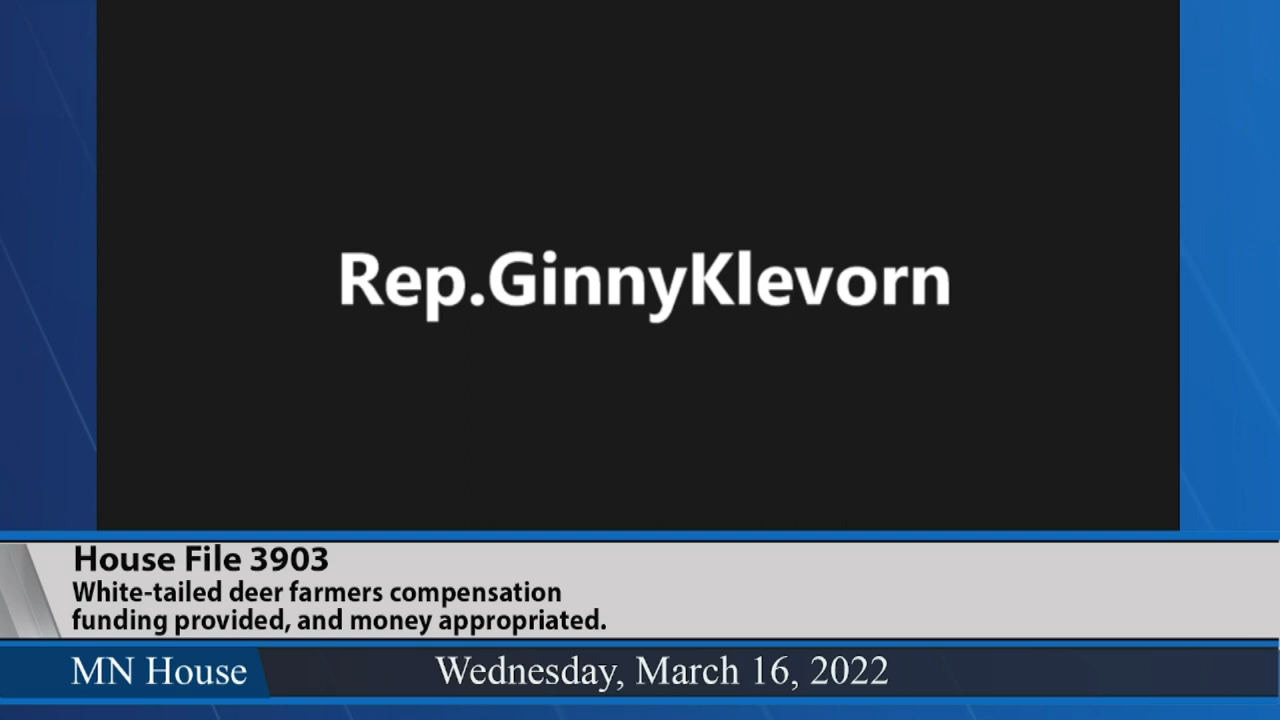 Rep.GinnyKlevorn
House File 3903
White-tailed deer farmers compensation
funding provided, and money appropriated.
MN House
Wednesday, March 16, 2022